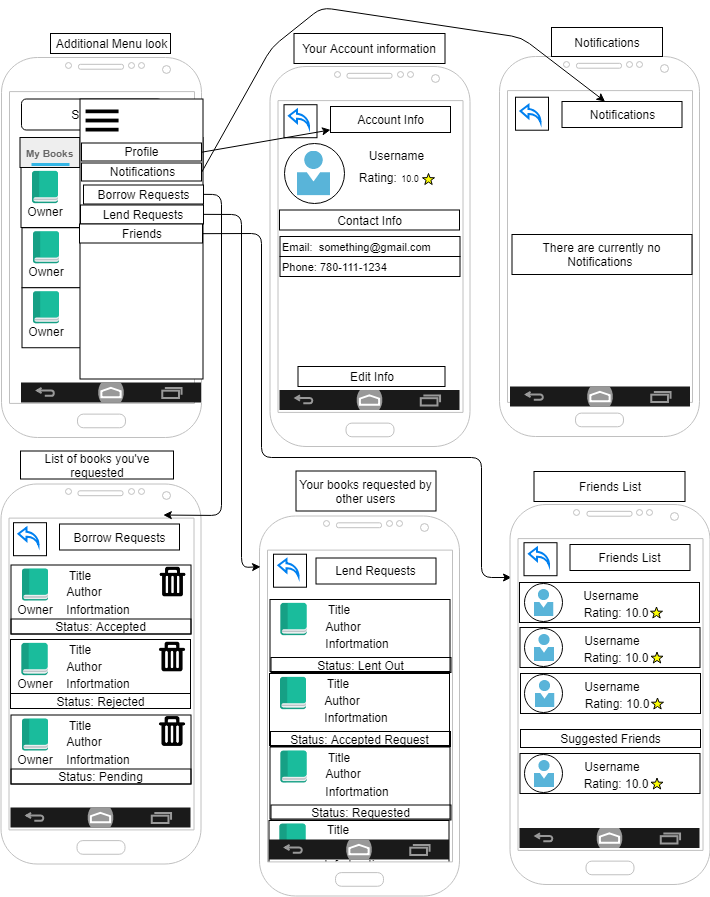 Additional Menu look
S
My Books
Owner
Owner
Owner
Profile
Notifications
Borrow Requests
Lend Requests
Friends
Your Account information
Account Info
Username
Rating: 10.0
Contact Info
Email: something@gmail.com
Phone: 780-111-1234
Edit Info
Notifications
Notifications
There are currently no
Notifications
List of books you've
requested
Borrow Requests
Title
Author
Owner Infortmation
Status: Accepted
Title
Author
Owner Infortmation
Status: Rejected
Title
Author
Owner Infortmation
Status: Pending
Your books requested by
other users
Lend Requests
Title
Author
Infortmation
Status: Lent Out
Title
Author
Infortmation
Status: Accepted Request
Title
Author
Infortmation
Status: Requested
Title
Friends List
Friends List
Username
Rating: 10.0
Username
Rating: 10.0
Username
Rating: 10.0
Suggested Friends
Username
Rating: 10.0